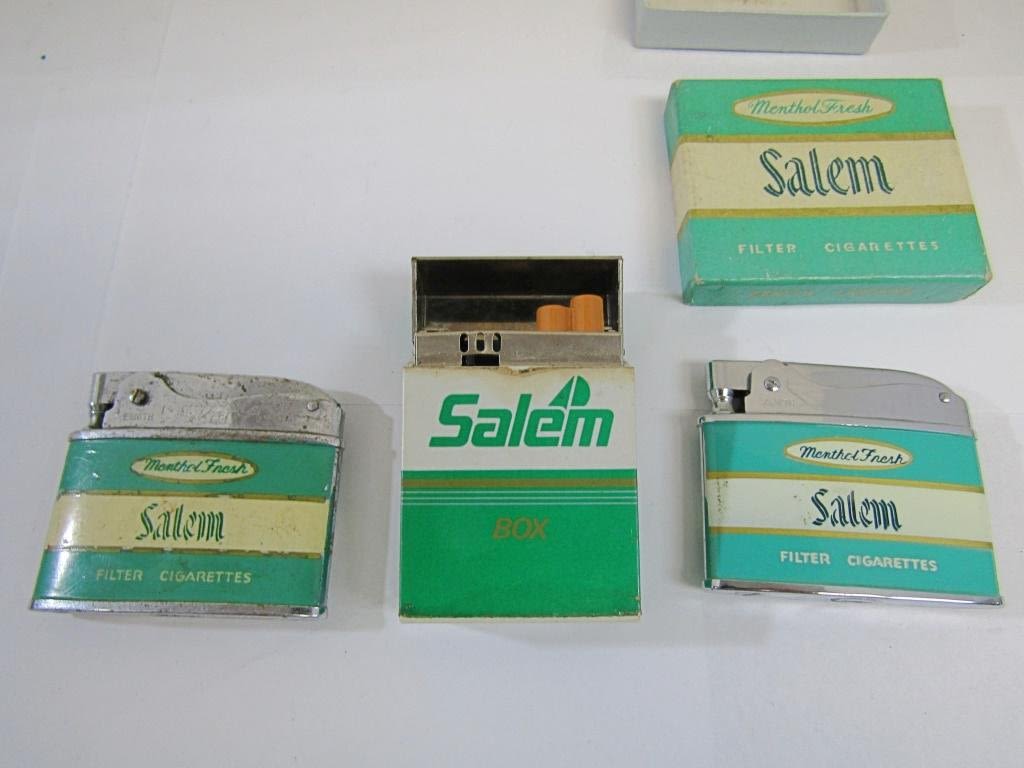 Menthol Fresh
Salem
FILTER CIGARETTES
Menthol Fresh
Salem
FILTER CIGARETTES
Salem
BOX
Menthol Fresh
Salem
FILTER CIGARETTES